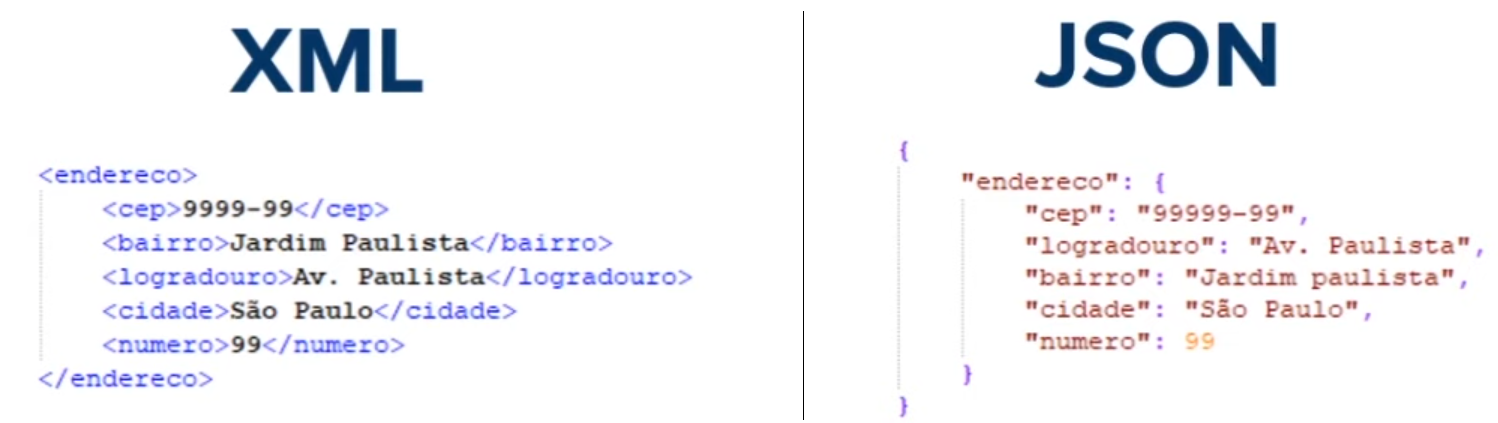 XML
<endereco>
<cep>9999-99</cep>
<bairro>Jardim Paulista</bairro>
<logradouro>Av. Paulista</logradouro>
<cidade>São Paulo</cidade>
<numero>99</numero>
</endereco>
JSON
{
"endereco": {
"cep": "99999-99",
"logradouro": "Av. Paulista",
"bairro": "Jardim paulista",
"cidade": "São Paulo",
"numero": 99
}
}